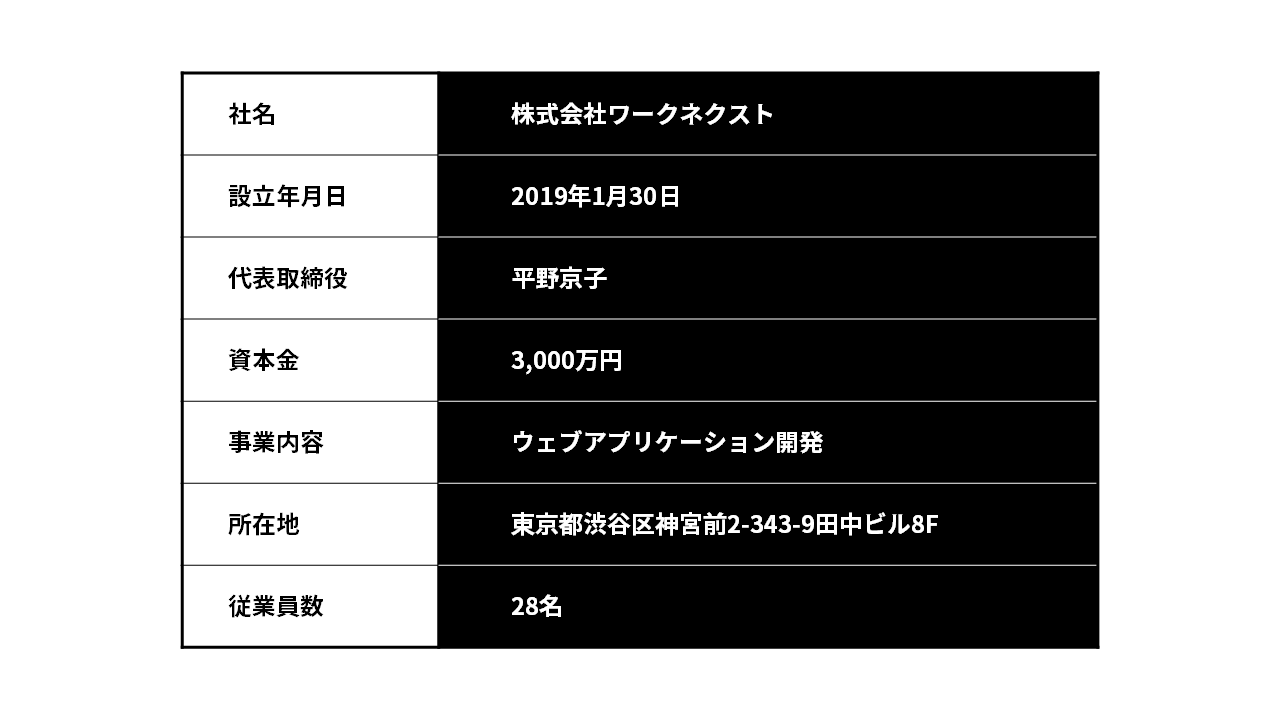 社名 株式会社ワークネクスト
設立年月日 2019年1月30日
代表取締役 平野京子
資本金 3,000万円
事業内容 ウェブアプリケーション開発
所在地 東京都渋谷区神宮前2-343-9田中ビル8F
従業員数 28名